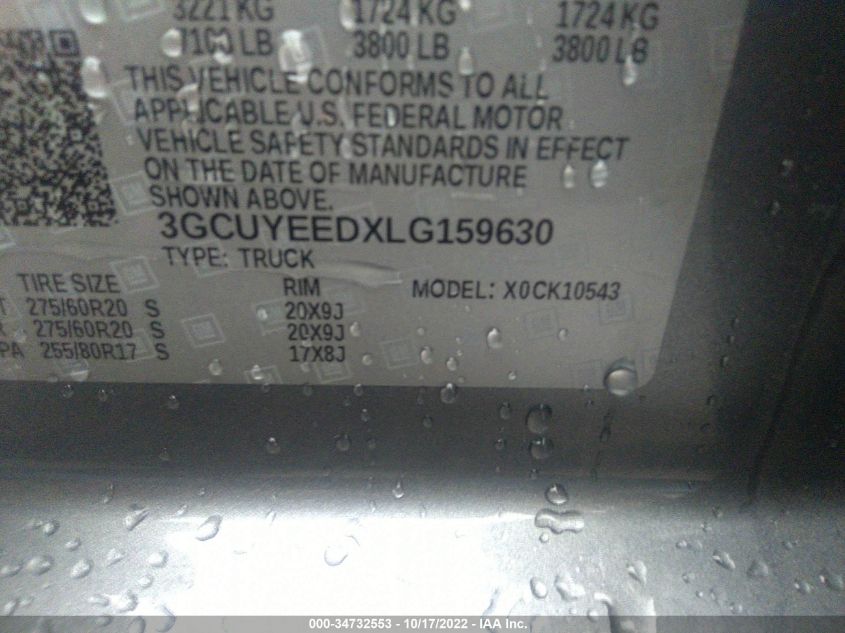 3221 KG 1724 KG 1724 KG
7100 LB 3800 LB 3800 LB
THIS VEHICLE CONFORMS TO ALL
APPLICABLE U.S. FEDERAL MOTOR
VEHICLE SAFETY STANDARDS IN EFFECT
ON THE DATE OF MANUFACTURE
SHOWN ABOVE.
3GCUYEEDXLG159630
TYPE: TRUCK
TIRE SIZE RIM MODEL: X0CK10543
T 275/60R20 S 20X9J
R 275/60R20 S 20X9J
PA 255/80R17 S 17X8J
000-34732553 - 10/17/2022 - IAA Inc.